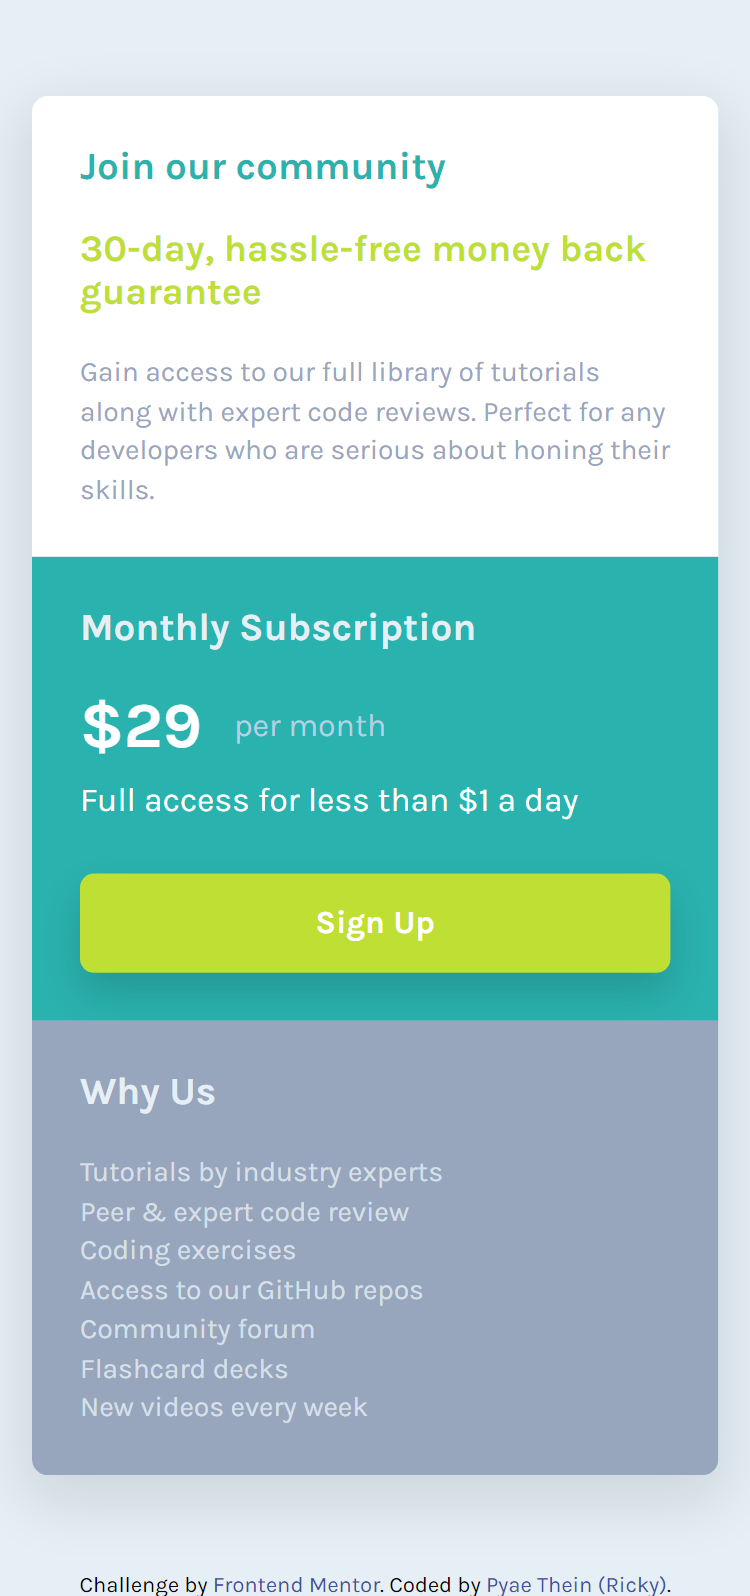 Join our community
30-day, hassle-free money back
guarantee
Gain access to our full library of tutorials
along with expert code reviews. Perfect for any
developers who are serious about honing their
skills.
Monthly Subscription
$29 per month
Full access for less than $1 a day
Sign Up
Why Us
Tutorials by industry experts
Peer & expert code review
Coding exercises
Access to our GitHub repos
Community forum
Flashcard decks
New videos every week
Challenge by Frontend Mentor. Coded by Pyae Thein (Ricky).